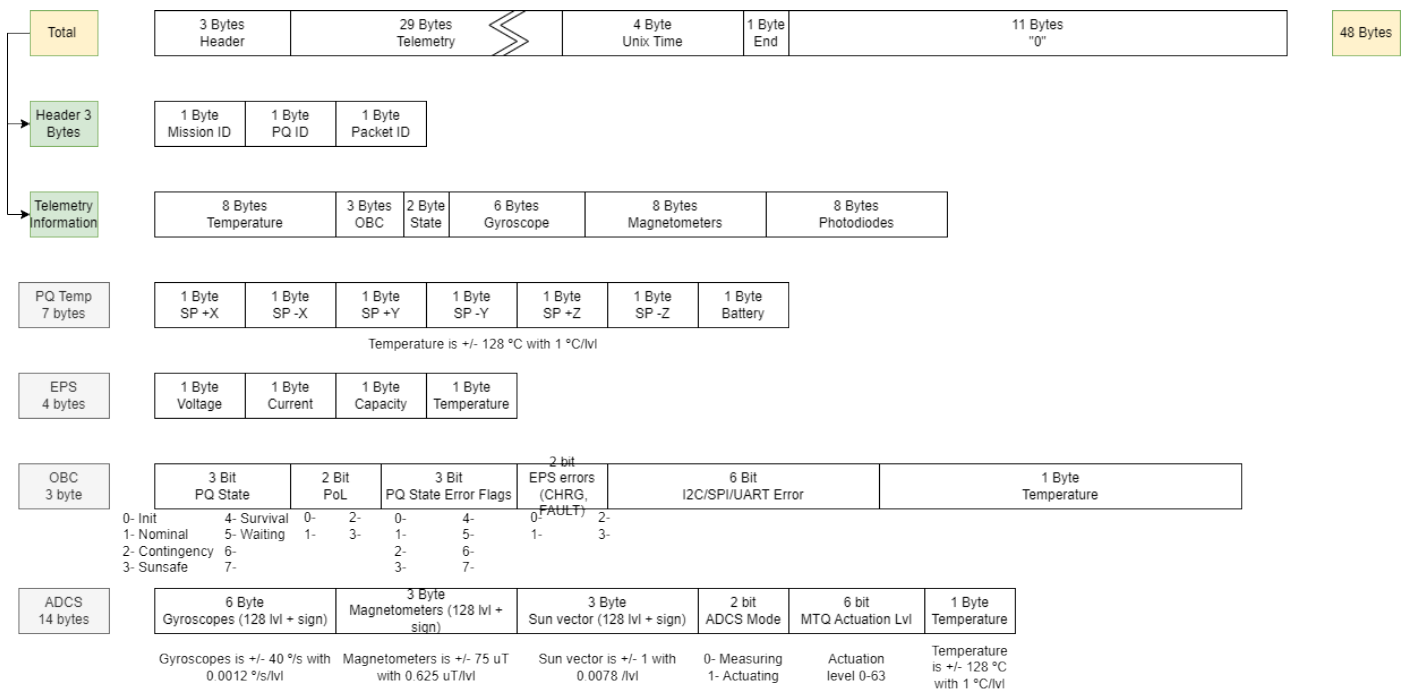 Total
3 Bytes
Header
29 Bytes
Telemetry
4 Byte
Unix Time
1 Byte
End
11 Bytes
"0"
48 Bytes
Header 3
Bytes
1 Byte
Mission ID
1 Byte
PQ ID
1 Byte
Packet ID
Telemetry
Information
8 Bytes
Temperature
3 Bytes
OBC
2 Byte
State
6 Bytes
Gyroscope
8 Bytes
Magnetometers
8 Bytes
Photodiodes
PQ Temp
7 bytes
1 Byte
SP +X
1 Byte
SP -X
1 Byte
SP +Y
1 Byte
SP -Y
1 Byte
SP +Z
1 Byte
SP -Z
1 Byte
Battery
Temperature is +/- 128 ºC with 1 ºC/lvl
EPS
4 bytes
1 Byte
Voltage
1 Byte
Current
1 Byte
Capacity
1 Byte
Temperature
OBC
3 byte
3 Bit
PQ State
2 Bit
PoL
3 Bit
PQ State Error Flags
2 bit
EPS errors
(CHRG,
FAULT)
6 Bit
I2C/SPI/UART Error
1 Byte
Temperature
0- Init
1- Nominal
2- Contingency
3- Sunsafe
4- Survival
5- Waiting
6-
7-
0-
1-
2-
3-
0-
1-
2-
3-
4-
5-
6-
7-
0-
1-
2-
3-
ADCS
14 bytes
6 Byte
Gyroscopes (128 lvl + sign)
3 Byte
Magnetometers (128 lvl +
sign)
3 Byte
Sun vector (128 lvl + sign)
2 bit
ADCS Mode
6 bit
MTQ Actuation Lvl
1 Byte
Temperature
Gyroscopes is +/- 40 º/s with
0.0012 º/s/lvl
Magnetometers is +/- 75 uT
with 0.625 uT/lvl
Sun vector is +/- 1 with
0.0078 /lvl
0- Measuring
1- Actuating
Actuation
level 0-63
Temperature
is +/- 128 ºC
with 1 ºC/lvl